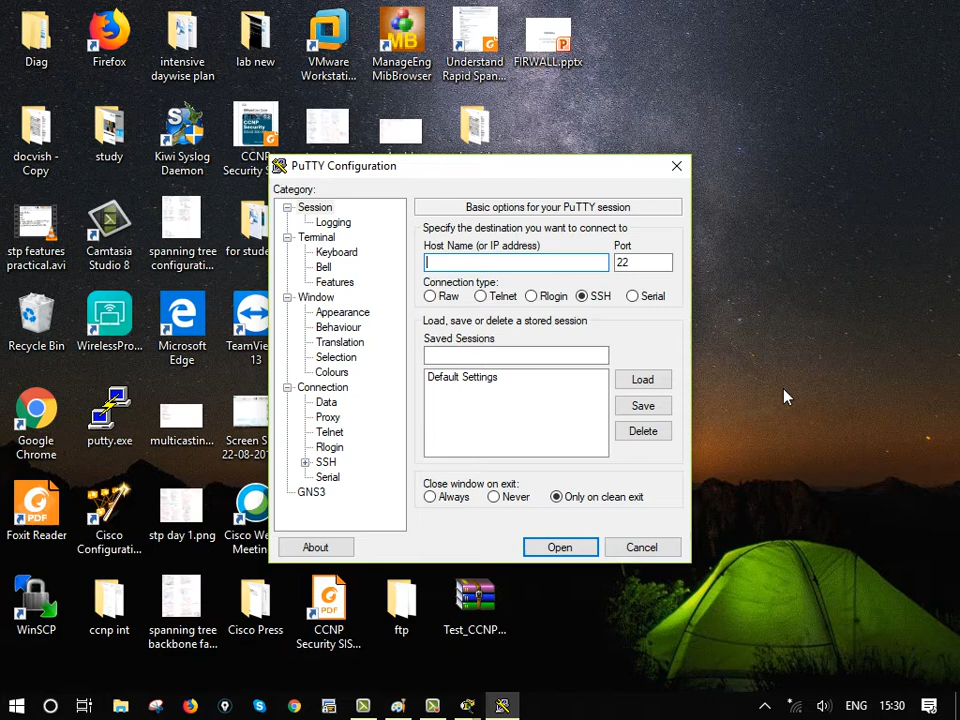 Diag
Firefox
intensive
daywise plan
lab new
VMware
Workstati...
ManageEng
MibBrowser
Understand
Rapid Span...
FIRWALL.pptx
docvish -
Copy
study
Kiwi Syslog
Daemon
CCNP
Security S
stp features
practical.avi
Camtasia
Studio 8
spanning tree
configurati...
for stude
Recycle Bin
WirelessPro...
Microsoft
Edge
TeamView
13
Google
Chrome
putty.exe
multicastin...
Screen S
22-08-20
Foxit Reader
Cisco
Configurati...
stp day 1.png
Cisco We
Meeting
WinSCP
ccnp int
spanning tree
backbone fa...
Cisco Press
CCNP
Security SIS...
ftp
Test_CCNP...
PuTTY Configuration
Category:
Session
Logging
Terminal
Keyboard
Bell
Features
Window
Appearance
Behaviour
Translation
Selection
Colours
Connection
Data
Proxy
Telnet
Rlogin
SSH
Serial
GNS3
Basic options for your PuTTY session
Specify the destination you want to connect to
Host Name (or IP address)
Port
22
Connection type:
Raw
Telnet
Rlogin
SSH
Serial
Load, save or delete a stored session
Saved Sessions
Default Settings
Load
Save
Delete
Close window on exit:
Always
Never
Only on clean exit
About
Open
Cancel
ENG
15:30